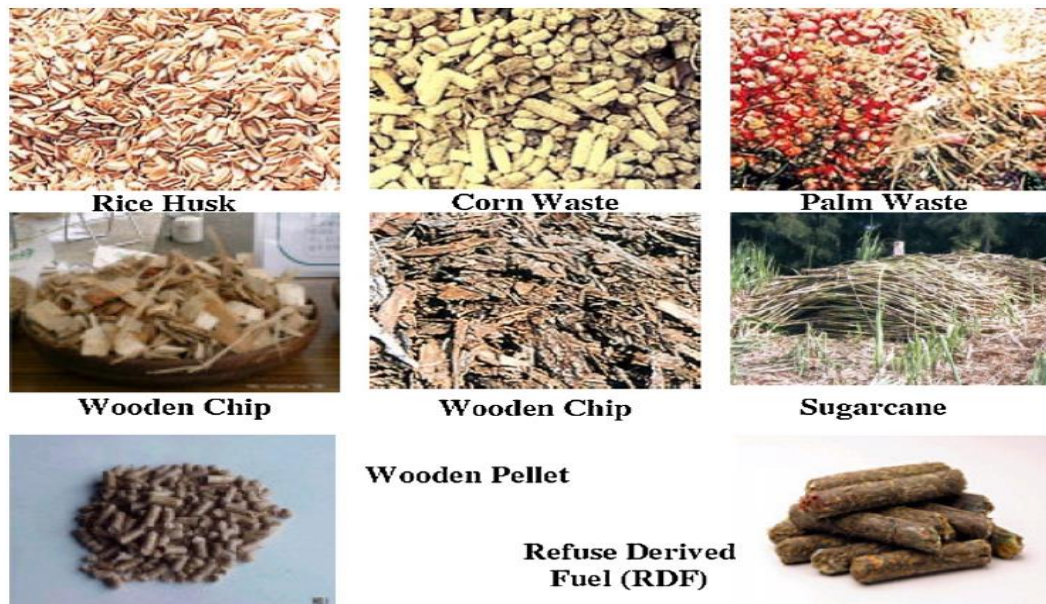 Rice Husk
Corn Waste
Palm Waste
Wooden Chip
Wooden Chip
Sugarcane
Wooden Pellet
Refuse Derived
Fuel (RDF)